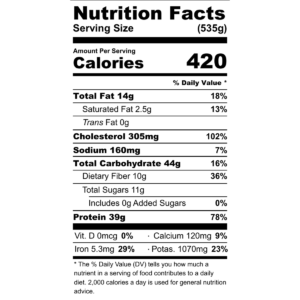 Nutrition Facts
Serving Size (535g)
Amount Per Serving
Calories 420
% Daily Value *
Total Fat 14g 18%
Saturated Fat 2.5g 13%
Trans Fat 0g
Cholesterol 305mg 102%
Sodium 160mg 7%
Total Carbohydrate 44g 16%
Dietary Fiber 10g 36%
Total Sugars 11g
Includes 0g Added Sugars 0%
Protein 39g 78%
Vit. D 0mcg 0% · Calcium 120mg 9%
Iron 5.3mg 29% · Potas. 1070mg 23%
* The % Daily Value (DV) tells you how much a
nutrient in a serving of food contributes to a daily
diet. 2,000 calories a day is used for general nutrition
advice.